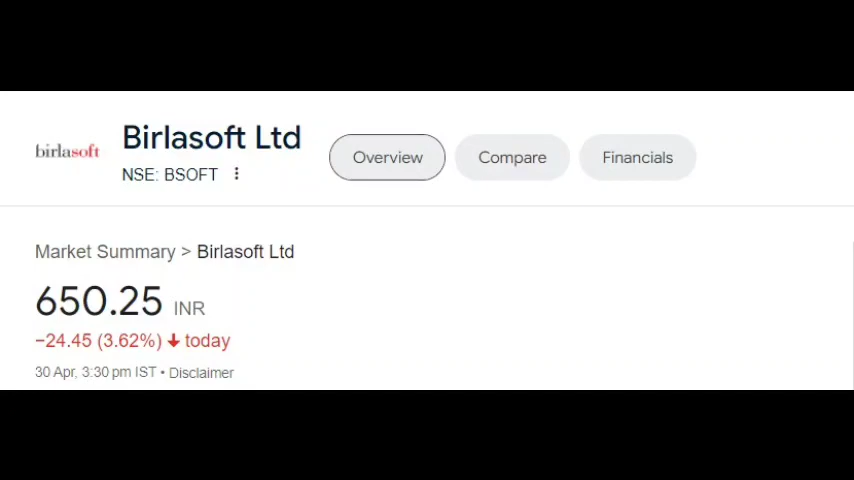 birlasoft
Birlasoft Ltd
NSE: BSOFT
Overview
Compare
Financials
Market Summary > Birlasoft Ltd
650.25 INR
−24.45 (3.62%) ↓ today
30 Apr, 3:30 pm IST • Disclaimer